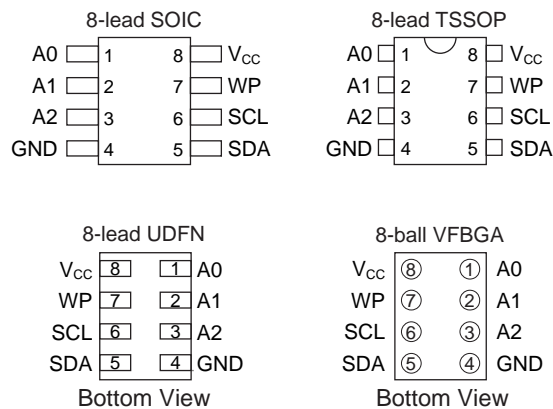 8-lead SOIC
A0 1 8 VCC
A1 2 7 WP
A2 3 6 SCL
GND 4 5 SDA
8-lead TSSOP
A0 1 8 VCC
A1 2 7 WP
A2 3 6 SCL
GND 4 5 SDA
8-lead UDFN
VCC 8 1 A0
WP 7 2 A1
SCL 6 3 A2
SDA 5 4 GND
Bottom View
8-ball VFBGA
VCC 8 1 A0
WP 7 2 A1
SCL 6 3 A2
SDA 5 4 GND
Bottom View